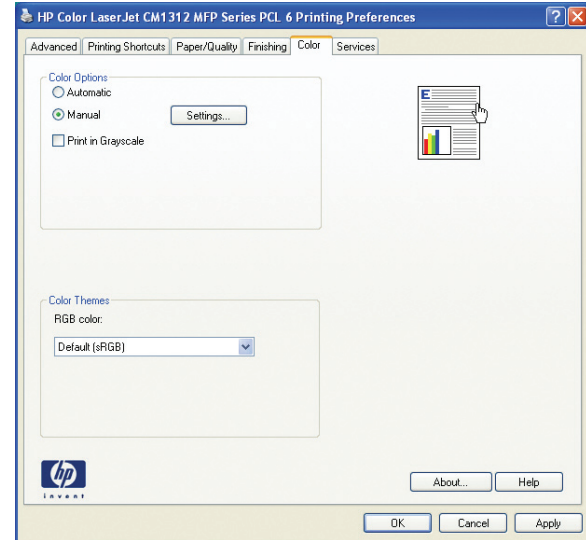 HP Color LaserJet CM1312 MFP Series PCL 6 Printing Preferences
Advanced Printing Shortcuts Paper/Quality Finishing Color Services
Color Options
Automatic
Manual Settings...
Print in Grayscale
E
Color Themes
RGB color:
Default (sRGB)
hp
invent
About... Help
OK Cancel Apply